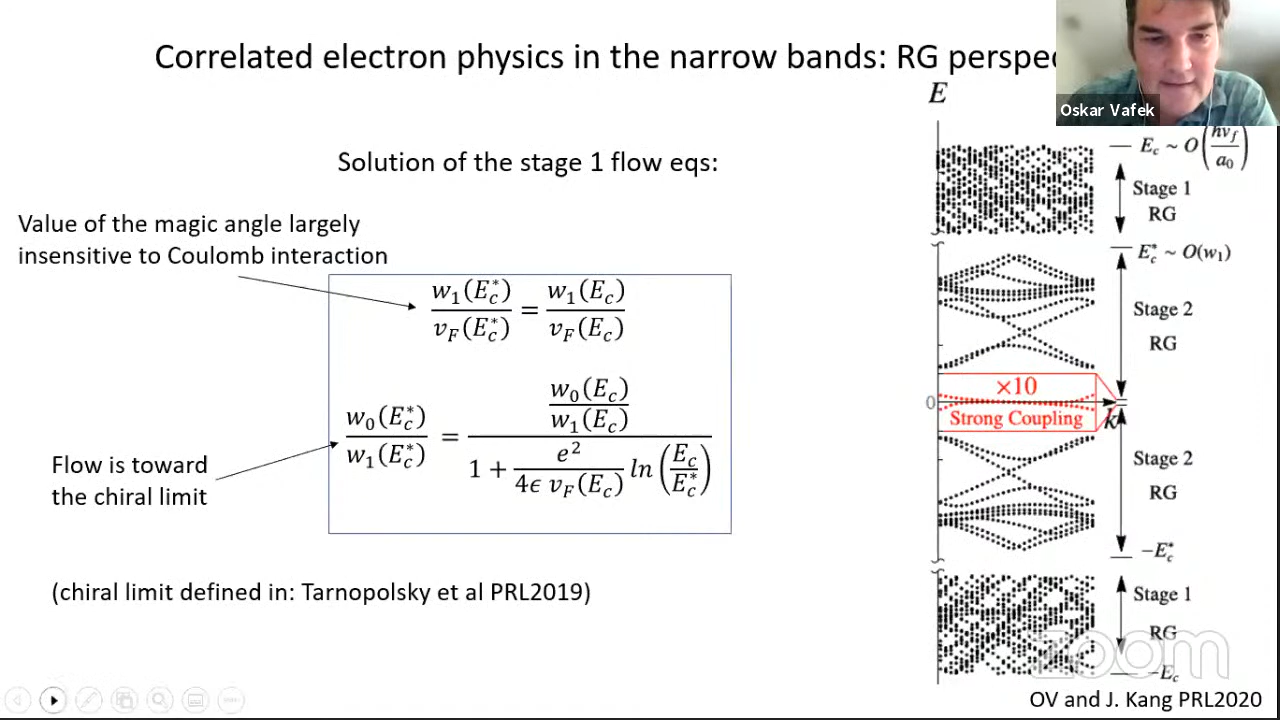 Correlated electron physics in the narrow bands: RG
Oskar Vafek
Solution of the stage 1 flow eqs:
Value of the magic angle largely
insensitive to Coulomb interaction
w₁(E_c^*) / v_F(E_c^*) = w₁(E_c) / v_F(E_c)
w₀(E_c^*) / w₁(E_c^*) = (w₀(E_c) / w₁(E_c)) / (1 + e² / (4ϵ v_F(E_c)) ln(E_c / E_c^*))
Flow is toward
the chiral limit
(chiral limit defined in: Tarnopolsky et al PRL2019)
E
E_c ~ O(ħv_f / a₀)
Stage 1
RG
E_c^* ~ O(w₁)
Stage 2
RG
×10
0
Strong Coupling
k
Stage 2
RG
−E_c^*
Stage 1
RG
−E_c
zoom
OV and J. Kang PRL2020